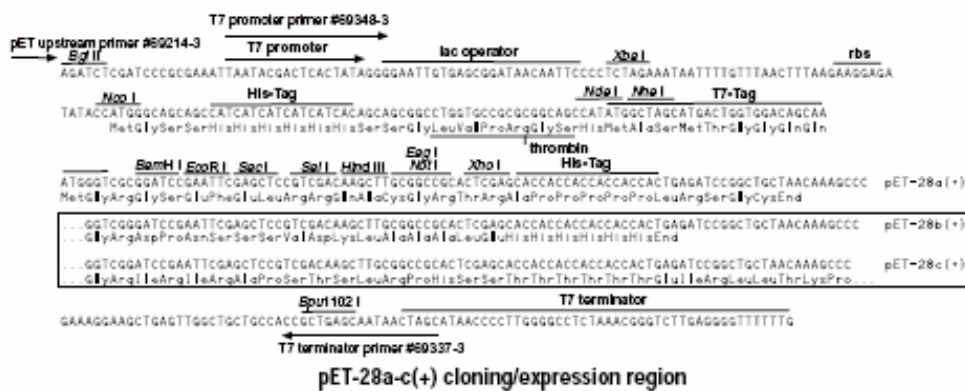 T7 promoter primer #69348-3
pET upstream primer #69214-3
Bgl II T7 promoter lac operator Xba I rbs
AGATCTCGATCCCGCGAAATTAATACGACTCACTATAGGGGAATTGTGAGCGGATAACAATTCCCCTCTAGAAATAATTTTGTTTAACTTTAAGAAGGAGA
Nco I His-Tag Nde I Nhe I T7-Tag
TATACCATGGGCAGCAGCCATCATCATCATCATCACAGCAGCGGCCTGGTGCCGCGCGGCAGCCATATGGCTAGCATGACTGGTGGACAGCAA
MetGlySerSerHisHisHisHisHisHisSerSerGlyLeuValProArgGlySerHisMetAlaSerMetThrGlyGlyGlnGln
thrombin
BamH I EcoR I Sac I Sal I Hind III Eag I Not I Xho I His-Tag
ATGGGTCGCGGATCCGAATTCGAGCTCCGTCGACAAGCTTGCGGCCGCACTCGAGCACCACCACCACCACCACTGAGATCCGGCTGCTAACAAAGCCC pET-28a(+)
MetGlyArgGlySerGluPheGluLeuArgArgGlnAlaCysGlyArgThrArgAlaProProProProProProLeuArgSerGlyCysEnd
...GGTCGGGATCCGAATTCGAGCTCCGTCGACAAGCTTGCGGCCGCACTCGAGCACCACCACCACCACCACTGAGATCCGGCTGCTAACAAAGCCC pET-28b(+)
...GlyArgAspProAsnSerSerSerValAspLysLeuAlaAlaAlaLeuGluHisHisHisHisHisHisEnd
...GGTCGGATCCGAATTCGAGCTCCGTCGACAAGCTTGCGGCCGCACTCGAGCACCACCACCACCACCACTGAGATCCGGCTGCTAACAAAGCCC pET-28c(+)
...GlyArgIleArgIleArgAlaProSerThrSerLeuArgProHisSerSerThrThrThrThrThrThrGluIleArgLeuLeuThrLysPro...
Bpu1102 I T7 terminator
GAAAGGAAGCTGAGTTGGCTGCTGCCACCGCTGAGCAATAACTAGCATAACCCCTTGGGGCCTCTAAACGGGTCTTGAGGGGTTTTTTG
T7 terminator primer #69337-3
pET-28a-c(+) cloning/expression region